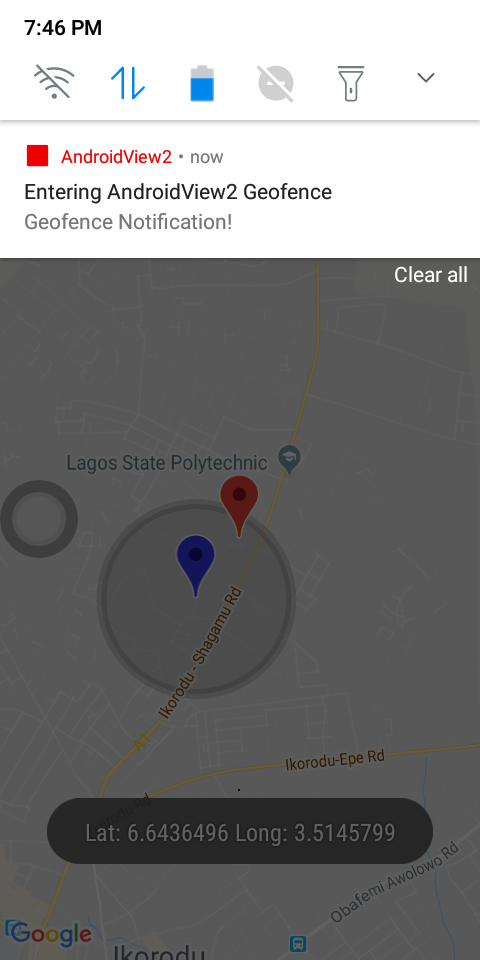 7:46 PM
AndroidView2 • now
Entering AndroidView2 Geofence
Geofence Notification!
Clear all
Lagos State Polytechnic
Ikorodu - Shagamu Rd
A1
Ikorodu-Epe Rd
Lat: 6.6436496 Long: 3.5145799
Obafemi Awolowo Rd
Google
Ikorodu